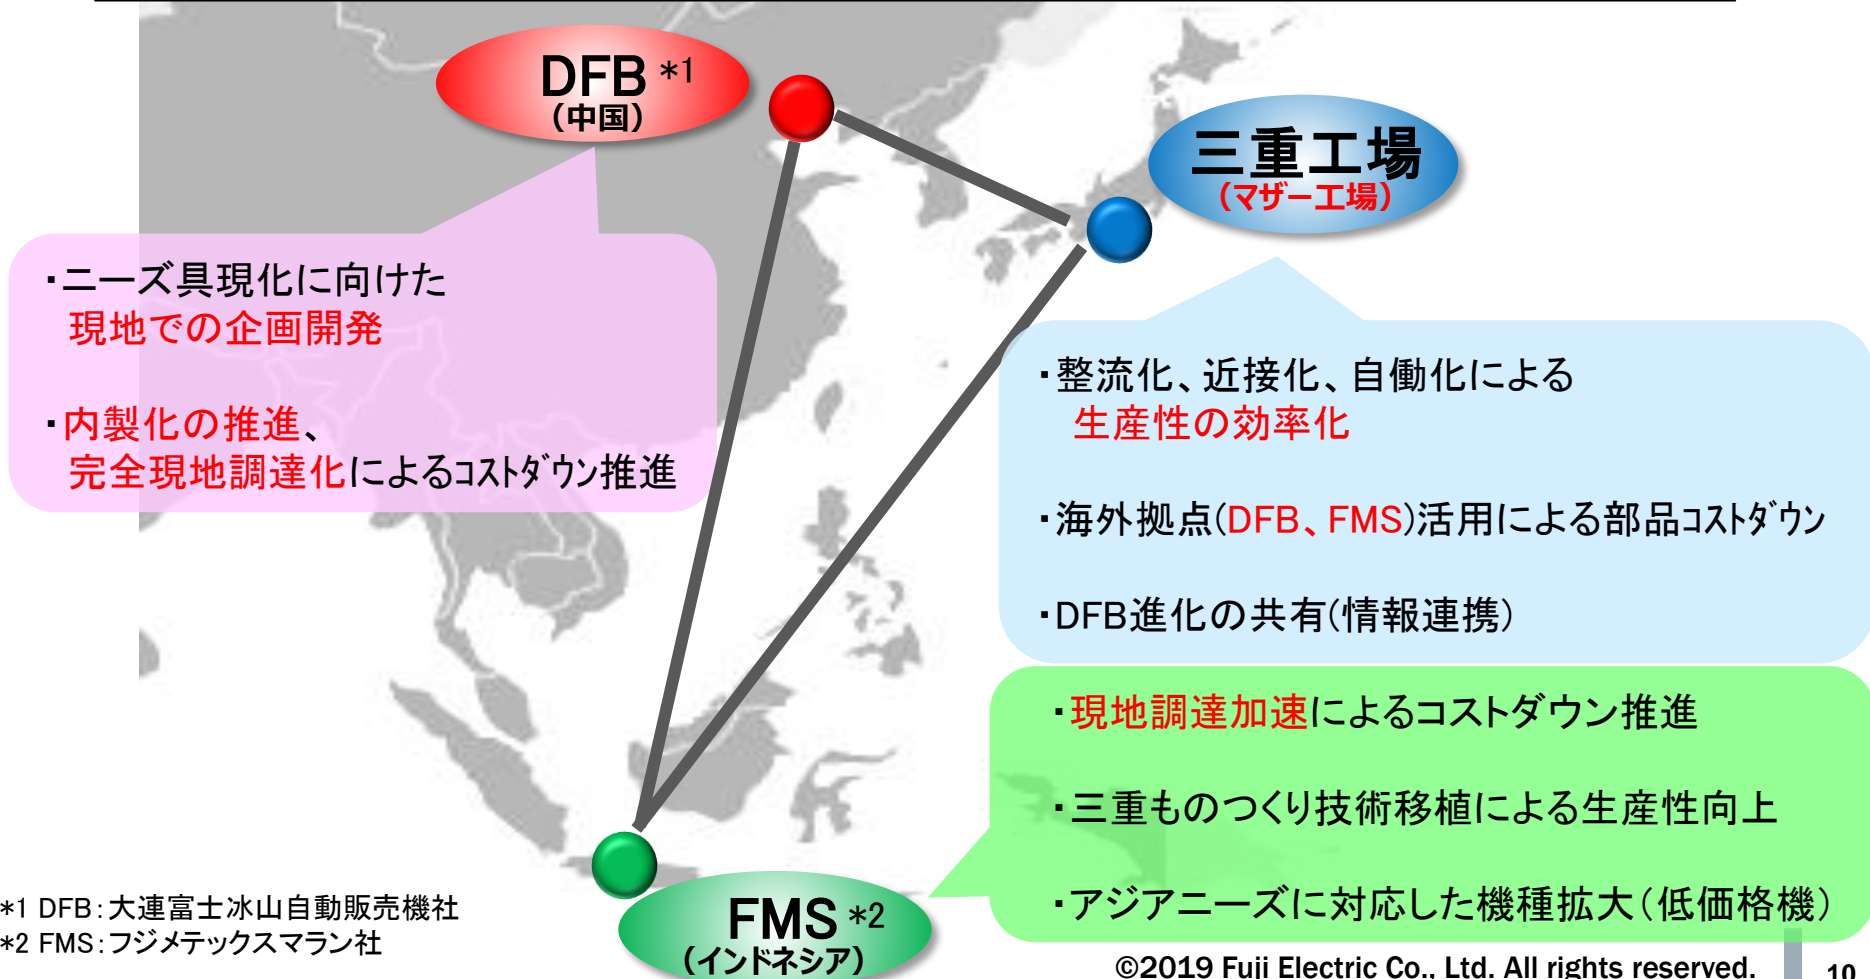 DFB *1
(中国)
三重工場
(マザー工場)
・ニーズ具現化に向けた
現地での企画開発
・内製化の推進、
完全現地調達化によるｺｽﾄﾀﾞｳﾝ推進
・整流化、近接化、自働化による
生産性の効率化
・海外拠点(DFB、FMS)活用による部品ｺｽﾄﾀﾞｳﾝ
・DFB進化の共有(情報連携)
・現地調達加速によるコストダウン推進
・三重ものつくり技術移植による生産性向上
・アジアニーズに対応した機種拡大(低価格機)
FMS *2
(インドネシア)
*1 DFB：大連富士冰山自動販売機社
*2 FMS：フジメテックスマラン社
©2019 Fuji Electric Co., Ltd. All rights reserved.
10